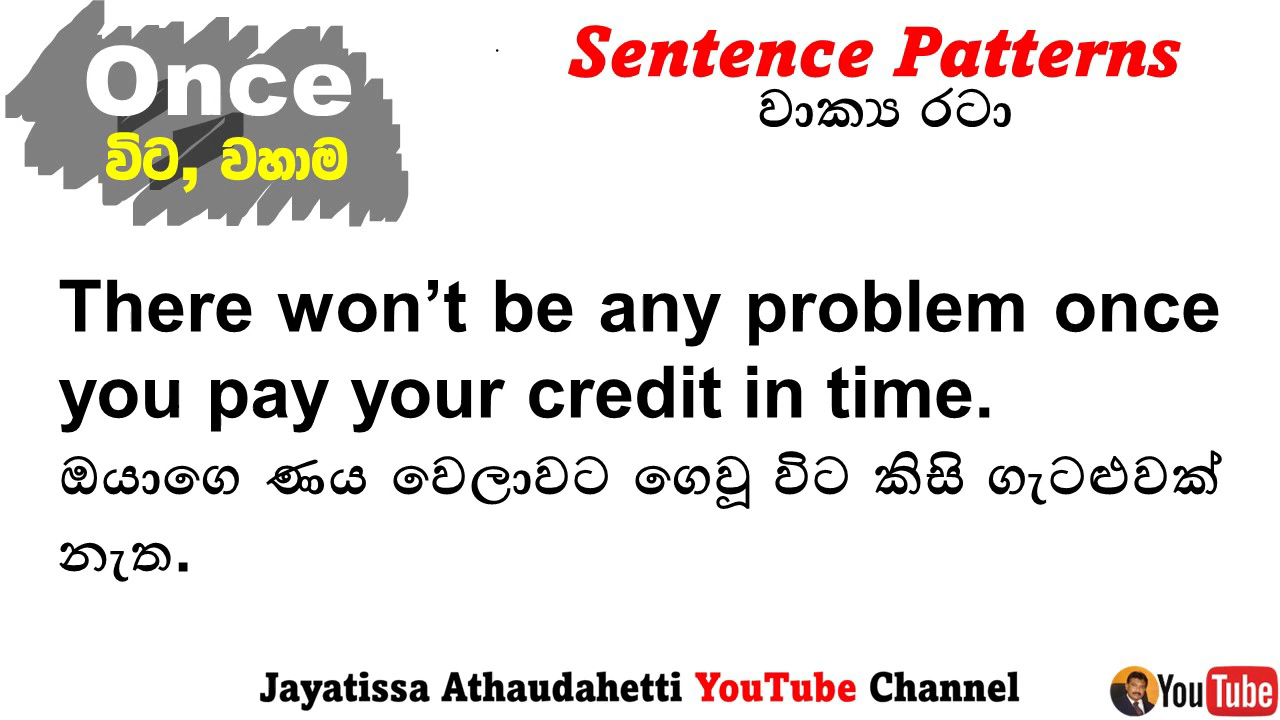 Once
විට, වහාම
Sentence Patterns
වාක්‍ය රටා
There won’t be any problem once
you pay your credit in time.
ඔයාගෙ ණය වෙලාවට ගෙවූ විට කිසි ගැටළුවක්
නැත.
Jayatissa Athaudahetti YouTube Channel
YouTube